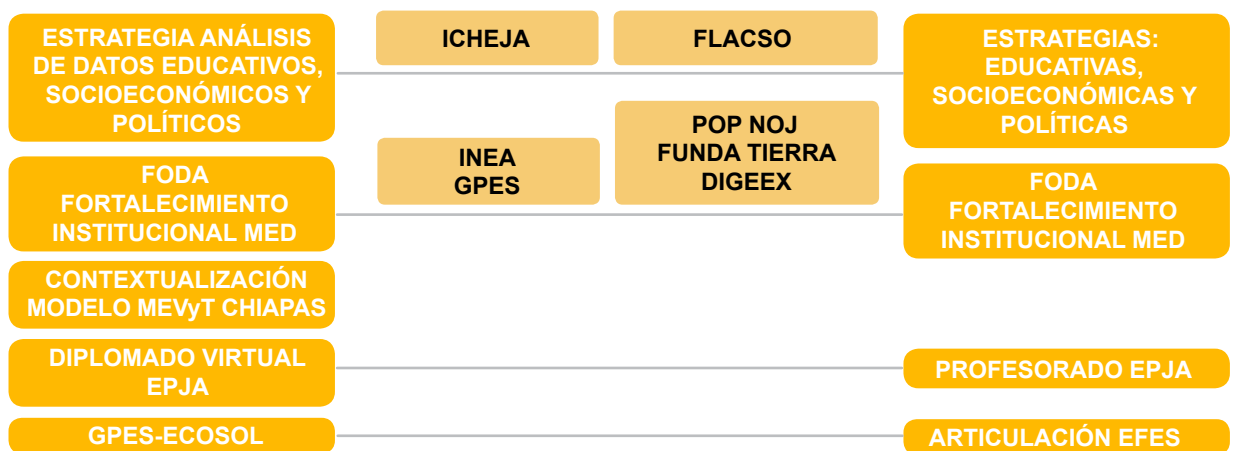 ESTRATEGIA ANÁLISIS
DE DATOS EDUCATIVOS,
SOCIOECONÓMICOS Y
POLÍTICOS
ICHEJA
FLACSO
ESTRATEGIAS:
EDUCATIVAS,
SOCIOECONÓMICAS Y
POLÍTICAS
INEA
GPES
POP NOJ
FUNDA TIERRA
DIGEEX
FODA
FORTALECIMIENTO
INSTITUCIONAL MED
FODA
FORTALECIMIENTO
INSTITUCIONAL MED
CONTEXTUALIZACIÓN
MODELO MEVyT CHIAPAS
DIPLOMADO VIRTUAL
EPJA
PROFESORADO EPJA
GPES-ECOSOL
ARTICULACIÓN EFES